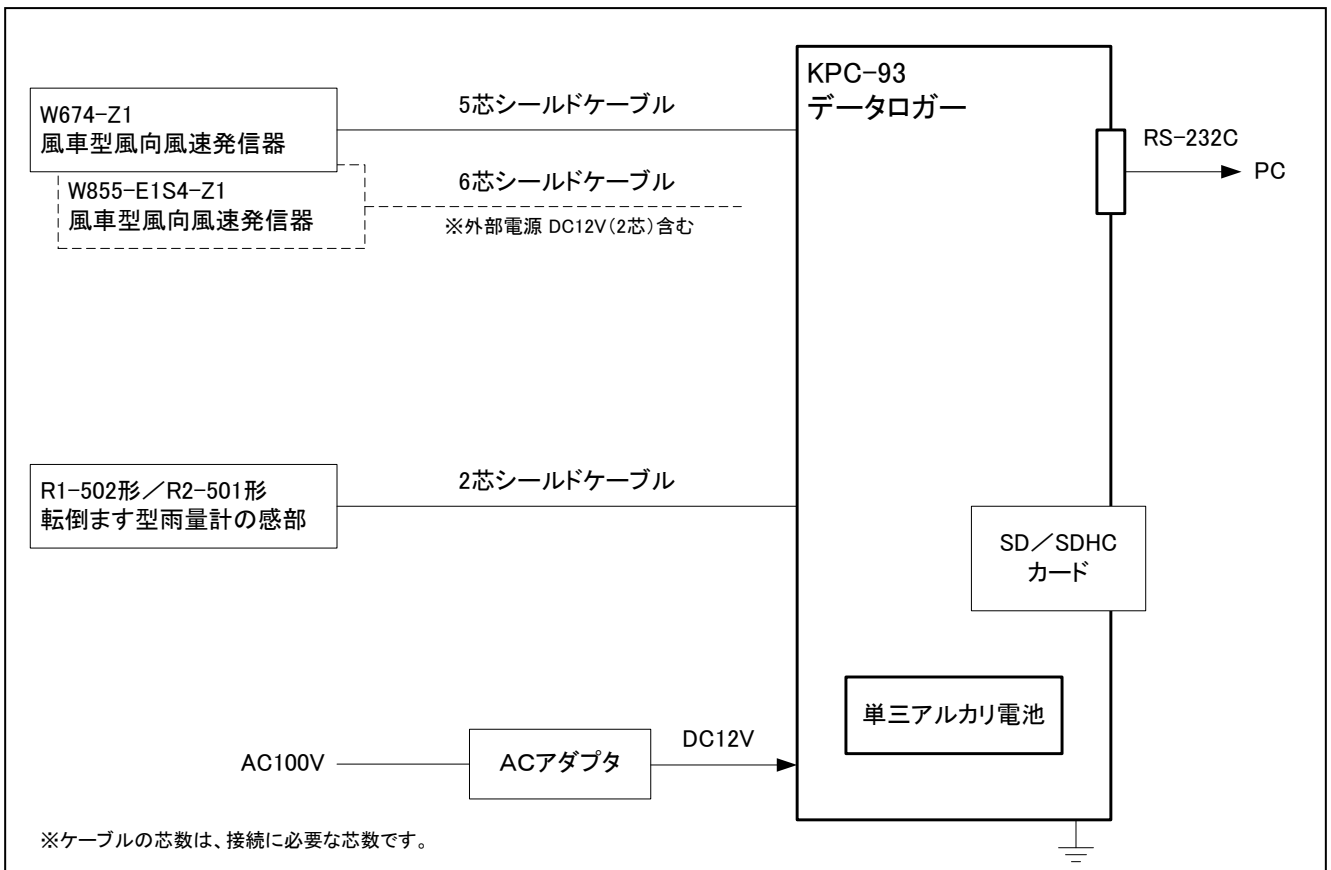 KPC-93
データロガー
W674-Z1
風車型風向風速発信器
5芯シールドケーブル
RS-232C
PC
W855-E1S4-Z1
風車型風向風速発信器
6芯シールドケーブル
※外部電源 DC12V(2芯)含む
R1-502形/R2-501形
転倒ます型雨量計の感部
2芯シールドケーブル
SD/SDHC
カード
単三アルカリ電池
AC100V
ACアダプタ
DC12V
※ケーブルの芯数は、接続に必要な芯数です。